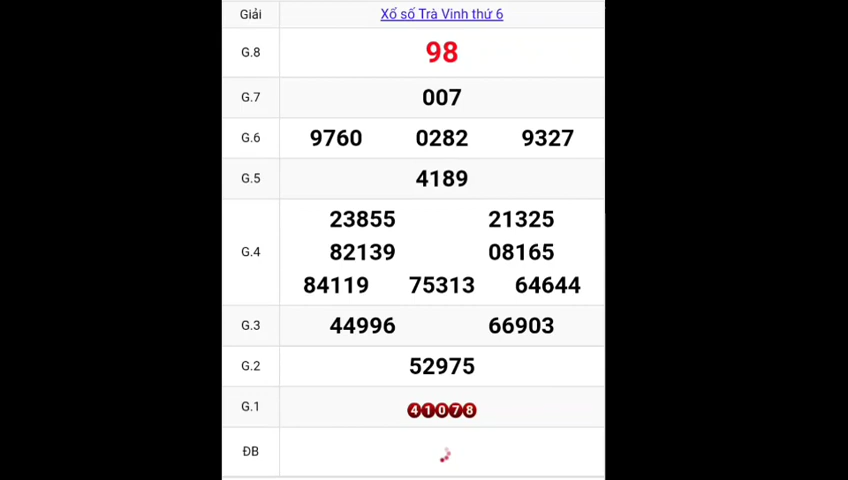 Giải Xổ số Trà Vinh thứ 6
G.8 98
G.7 007
G.6 9760 0282 9327
G.5 4189
23855 21325
G.4 82139 08165
84119 75313 64644
G.3 44996 66903
G.2 52975
G.1 41078
ĐB